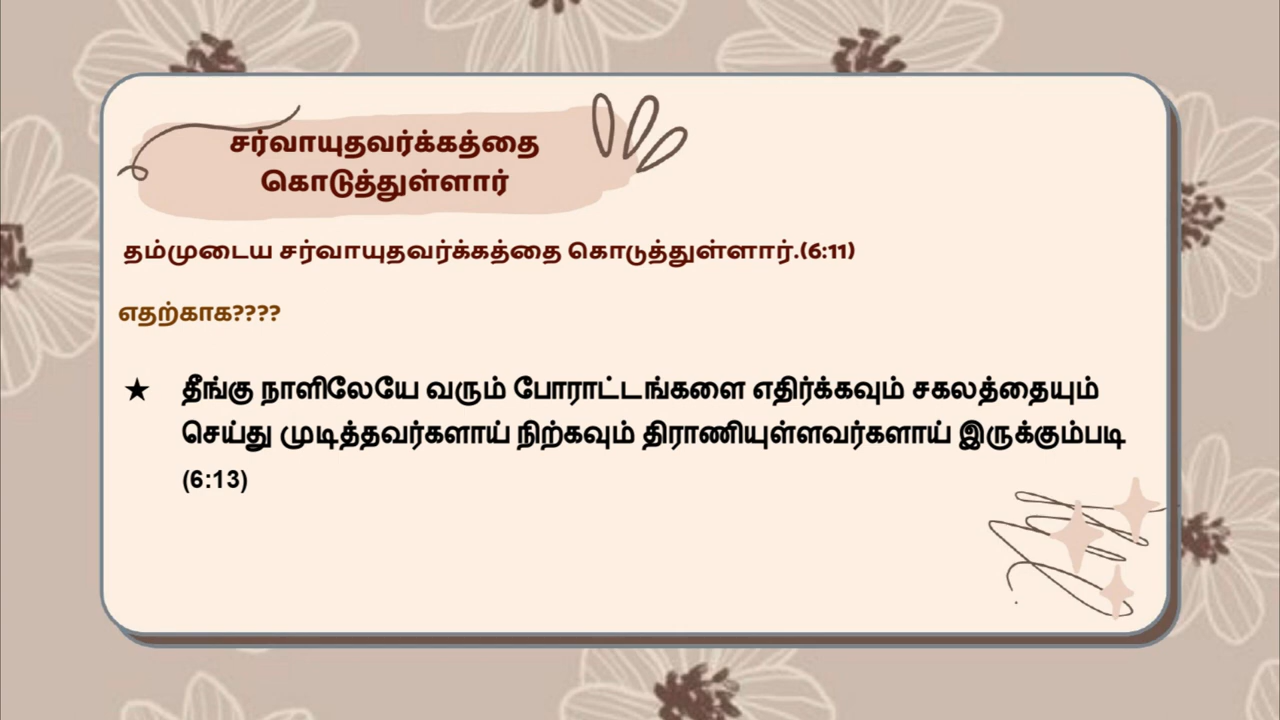 சர்வாயுதவர்க்கத்தை
கொடுத்துள்ளார்
தம்முடைய சர்வாயுதவர்க்கத்தை கொடுத்துள்ளார்.(6:11)
எதற்காக????
★ தீங்கு நாளிலேயே வரும் போராட்டங்களை எதிர்க்கவும் சகலத்தையும்
செய்து முடித்தவர்களாய் நிற்கவும் திராணியுள்ளவர்களாய் இருக்கும்படி
(6:13)